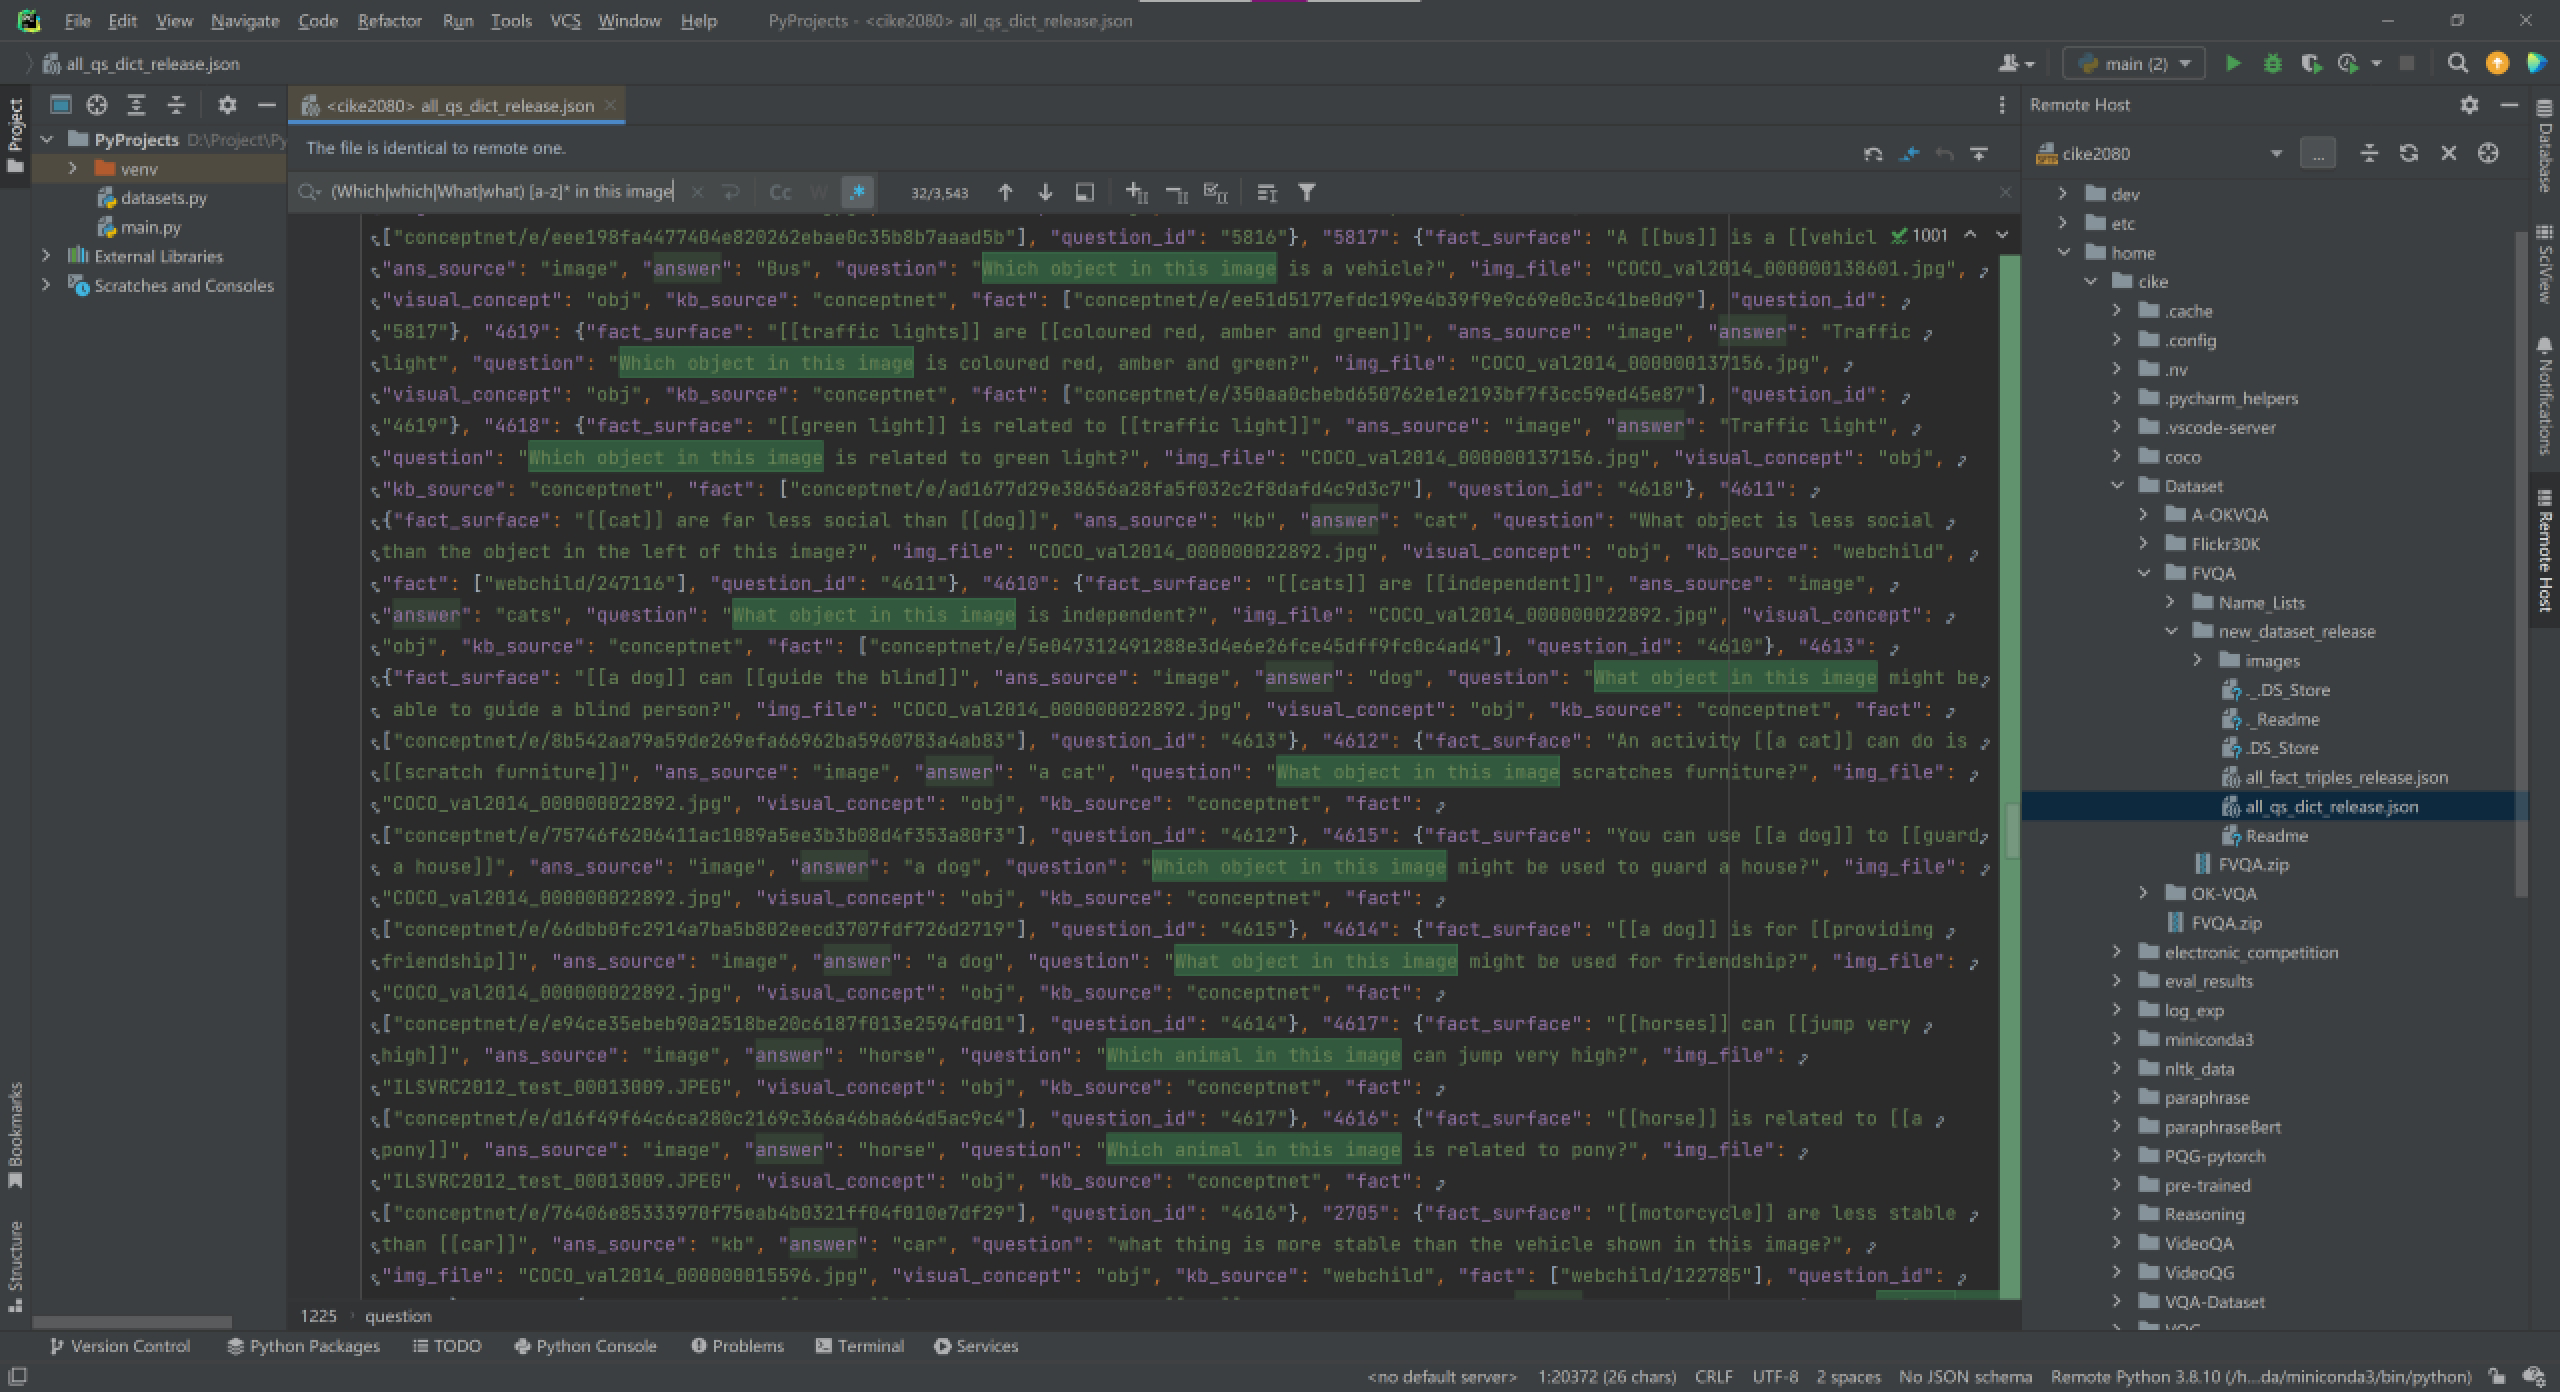 File Edit View Navigate Code Refactor Run Tools VCS Window Help PyProjects - <cike2080> all_qs_dict_release.json
all_qs_dict_release.json
main (2)
Project
PyProjects D:\Project\Py
venv
datasets.py
main.py
External Libraries
Scratches and Consoles
Bookmarks
Structure
<cike2080> all_qs_dict_release.json
The file is identical to remote one.
(Which|which|What|what) [a-z]* in this image Cc W .* 32/3,543
["conceptnet/e/eee198fa4477404e820262ebae0c35b8b7aaad5b"], "question_id": "5816"}, "5817": {"fact_surface": "A [[bus]] is a [[vehicl 1001
"ans_source": "image", "answer": "Bus", "question": "Which object in this image is a vehicle?", "img_file": "COCO_val2014_000000138601.jpg",
"visual_concept": "obj", "kb_source": "conceptnet", "fact": ["conceptnet/e/ee51d5177efdc199e4b39f9e9c69e0c3c41be0d9"], "question_id":
"5817"}, "4619": {"fact_surface": "[[traffic lights]] are [[coloured red, amber and green]]", "ans_source": "image", "answer": "Traffic
light", "question": "Which object in this image is coloured red, amber and green?", "img_file": "COCO_val2014_000000137156.jpg",
"visual_concept": "obj", "kb_source": "conceptnet", "fact": ["conceptnet/e/350aa0cbebd650762e1e2193bf7f3cc59ed45e87"], "question_id":
"4619"}, "4618": {"fact_surface": "[[green light]] is related to [[traffic light]]", "ans_source": "image", "answer": "Traffic light",
"question": "Which object in this image is related to green light?", "img_file": "COCO_val2014_000000137156.jpg", "visual_concept": "obj",
"kb_source": "conceptnet", "fact": ["conceptnet/e/ad1677d29e38656a28fa5f032c2f8dafd4c9d3c7"], "question_id": "4618"}, "4611":
{"fact_surface": "[[cat]] are far less social than [[dog]]", "ans_source": "kb", "answer": "cat", "question": "What object is less social
than the object in the left of this image?", "img_file": "COCO_val2014_000000022892.jpg", "visual_concept": "obj", "kb_source": "webchild",
"fact": ["webchild/247116"], "question_id": "4611"}, "4610": {"fact_surface": "[[cats]] are [[independent]]", "ans_source": "image",
"answer": "cats", "question": "What object in this image is independent?", "img_file": "COCO_val2014_000000022892.jpg", "visual_concept":
"obj", "kb_source": "conceptnet", "fact": ["conceptnet/e/5e047312491288e3d4e6e26fce45dff9fc0c4ad4"], "question_id": "4610"}, "4613":
{"fact_surface": "[[a dog]] can [[guide the blind]]", "ans_source": "image", "answer": "dog", "question": "What object in this image might be
able to guide a blind person?", "img_file": "COCO_val2014_000000022892.jpg", "visual_concept": "obj", "kb_source": "conceptnet", "fact":
["conceptnet/e/8b542aa79a59de269efa66962ba5960783a4ab83"], "question_id": "4613"}, "4612": {"fact_surface": "An activity [[a cat]] can do is
[[scratch furniture]]", "ans_source": "image", "answer": "a cat", "question": "What object in this image scratches furniture?", "img_file":
"COCO_val2014_000000022892.jpg", "visual_concept": "obj", "kb_source": "conceptnet", "fact":
["conceptnet/e/75746f6206411ac1089a5ee3b3b08d4f353a80f3"], "question_id": "4612"}, "4615": {"fact_surface": "You can use [[a dog]] to [[guard
a house]]", "ans_source": "image", "answer": "a dog", "question": "Which object in this image might be used to guard a house?", "img_file":
"COCO_val2014_000000022892.jpg", "visual_concept": "obj", "kb_source": "conceptnet", "fact":
["conceptnet/e/66dbb0fc2914a7ba5b802eecd3707fdf726d2719"], "question_id": "4615"}, "4614": {"fact_surface": "[[a dog]] is for [[providing
friendship]]", "ans_source": "image", "answer": "a dog", "question": "What object in this image might be used for friendship?", "img_file":
"COCO_val2014_000000022892.jpg", "visual_concept": "obj", "kb_source": "conceptnet", "fact":
["conceptnet/e/e94ce35ebeb90a2518be20c6187f013e2594fd01"], "question_id": "4614"}, "4617": {"fact_surface": "[[horses]] can [[jump very
high]]", "ans_source": "image", "answer": "horse", "question": "Which animal in this image can jump very high?", "img_file":
"ILSVRC2012_test_00013009.JPEG", "visual_concept": "obj", "kb_source": "conceptnet", "fact":
["conceptnet/e/d16f49f64c6ca280c2169c366a46ba664d5ac9c4"], "question_id": "4617"}, "4616": {"fact_surface": "[[horse]] is related to [[a
pony]]", "ans_source": "image", "answer": "horse", "question": "Which animal in this image is related to pony?", "img_file":
"ILSVRC2012_test_00013009.JPEG", "visual_concept": "obj", "kb_source": "conceptnet", "fact":
["conceptnet/e/76406e85333970f75eab4b0321ff04f010e7df29"], "question_id": "4616"}, "2705": {"fact_surface": "[[motorcycle]] are less stable
than [[car]]", "ans_source": "kb", "answer": "car", "question": "what thing is more stable than the vehicle shown in this image?",
"img_file": "COCO_val2014_000000015596.jpg", "visual_concept": "obj", "kb_source": "webchild", "fact": ["webchild/122785"], "question_id":
1225 question
Remote Host
cike2080 ...
dev
etc
home
cike
.cache
.config
.nv
.pycharm_helpers
.vscode-server
coco
Dataset
A-OKVQA
Flickr30K
FVQA
Name_Lists
new_dataset_release
images
._.DS_Store
._Readme
.DS_Store
all_fact_triples_release.json
all_qs_dict_release.json
Readme
FVQA.zip
OK-VQA
FVQA.zip
electronic_competition
eval_results
log_exp
miniconda3
nltk_data
paraphrase
paraphraseBert
PQG-pytorch
pre-trained
Reasoning
VideoQA
VideoQG
VQA-Dataset
Database
SciView
Notifications
Remote Host
Version Control Python Packages TODO Python Console Problems Terminal Services
<no default server> 1:20372 (26 chars) CRLF UTF-8 2 spaces No JSON schema Remote Python 3.8.10 (/h...da/miniconda3/bin/python)